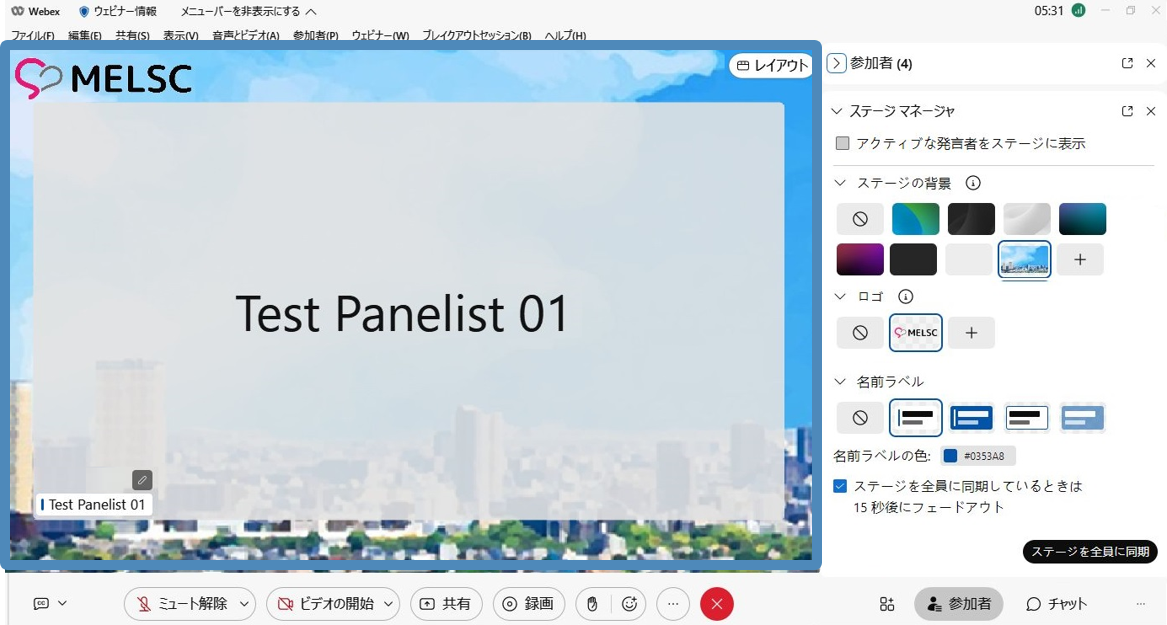 Webex ウェビナー情報 メニューバーを非表示にする 05:31
ファイル(F) 編集(E) 共有(S) 表示(V) 音声とビデオ(A) 参加者(P) ウェビナー(W) ブレイクアウトセッション(B) ヘルプ(H)
MELSC
レイアウト
Test Panelist 01
Test Panelist 01
参加者 (4)
ステージ マネージャ
アクティブな発言者をステージに表示
ステージの背景
ロゴ
MELSC
名前ラベル
名前ラベルの色: #0353A8
ステージを全員に同期しているときは
15 秒後にフェードアウト
ステージを全員に同期
CC ミュート解除 ビデオの開始 共有 録画 参加者 チャット